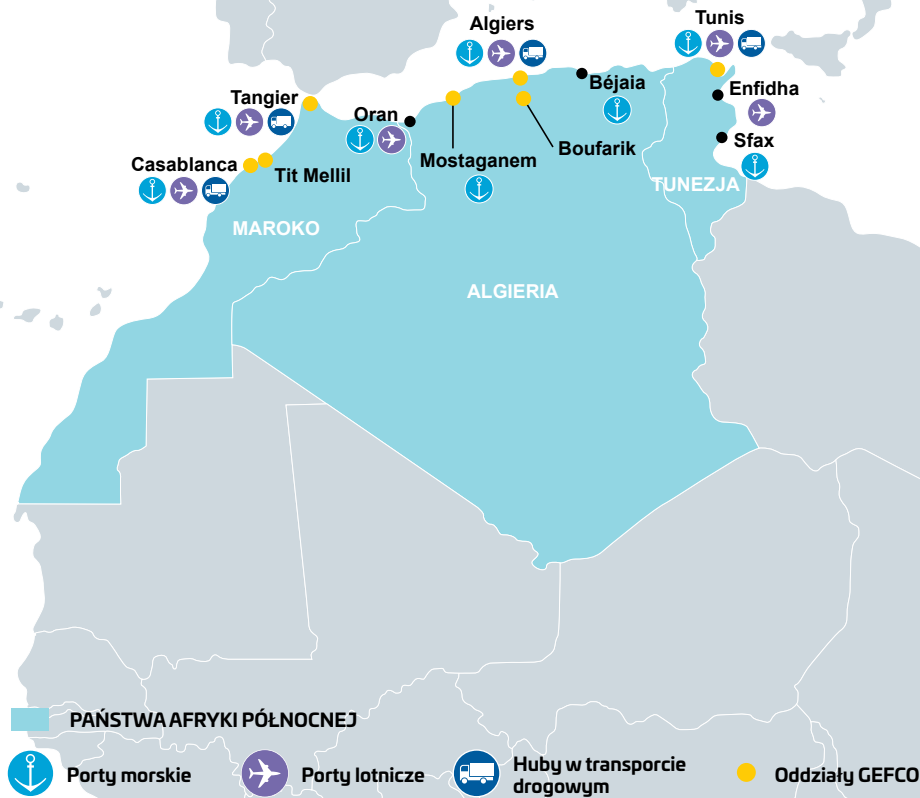 Algiers
Tunis
Tangier
Oran
Béjaia
Enfidha
Casablanca
Tit Mellil
Mostaganem
Boufarik
Sfax
TUNEZJA
MAROKO
ALGIERIA
PAŃSTWA AFRYKI PÓŁNOCNEJ
Porty morskie
Porty lotnicze
Huby w transporcie
drogowym
Oddziały GEFCO